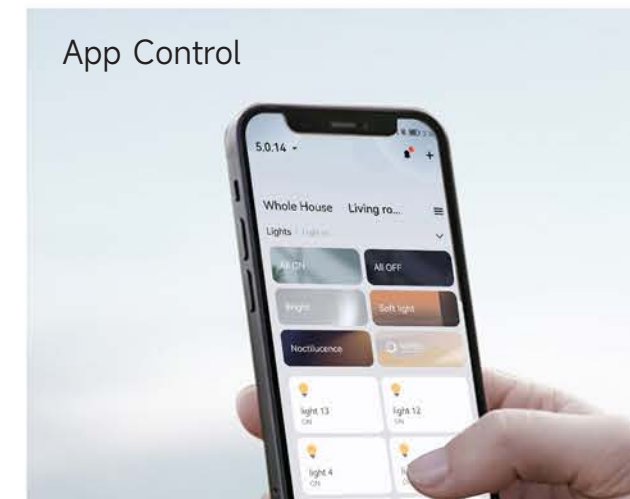 App Control
5.0.14
Whole House Living ro...
Lights
All ON All OFF
Bright Soft light
Noctilucence
light 13 light 12
ON ON
light 4
ON